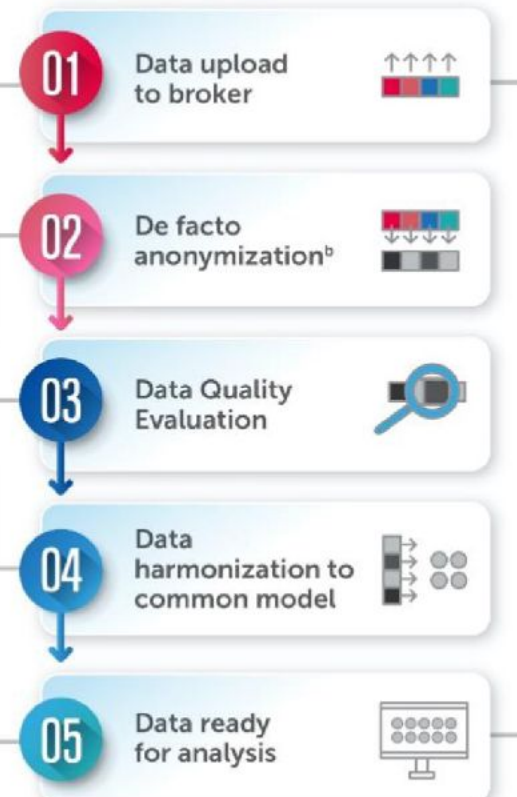 01
Data upload
to broker
02
De facto
anonymizationᵇ
03
Data Quality
Evaluation
04
Data
harmonization to
common model
05
Data ready
for analysis